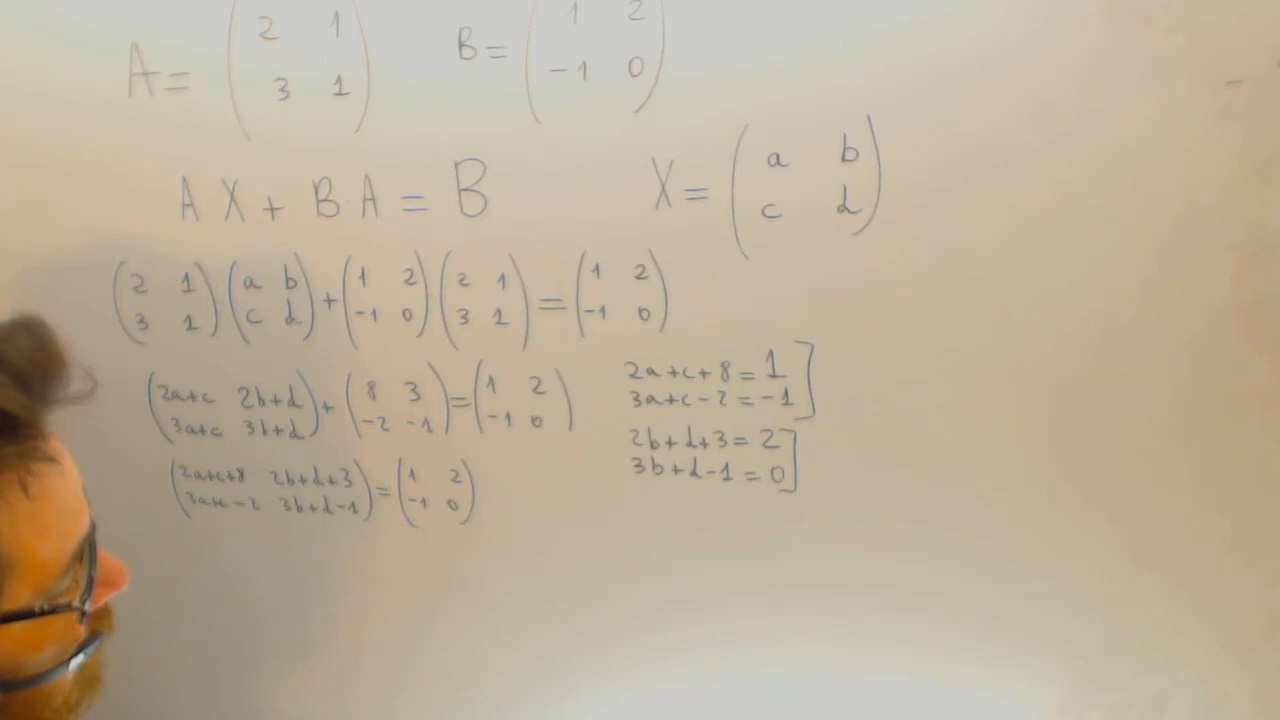 A = ( 2 1 ; 3 1 ) B = ( 1 2 ; -1 0 )
A X + B A = B X = ( a b ; c d )
( 2 1 ; 3 1 ) ( a b ; c d ) + ( 1 2 ; -1 0 ) ( 2 1 ; 3 1 ) = ( 1 2 ; -1 0 )
( 2a+c 2b+d ; 3a+c 3b+d ) + ( 8 3 ; -2 -1 ) = ( 1 2 ; -1 0 )
( 2a+c+8 2b+d+3 ; 3a+c-2 3b+d-1 ) = ( 1 2 ; -1 0 )
2a+c+8 = 1
3a+c-2 = -1
2b+d+3 = 2
3b+d-1 = 0